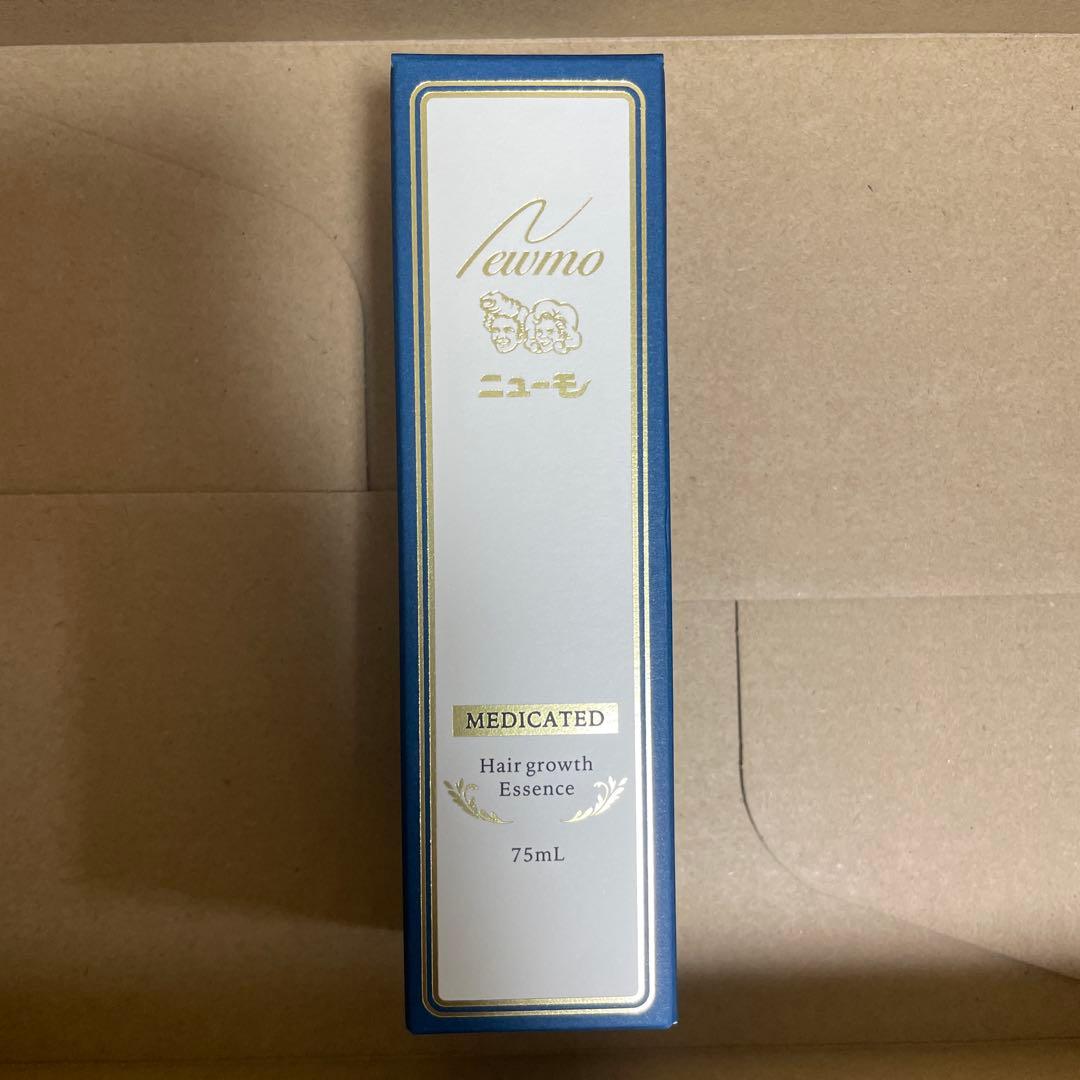 Newmo
ニューモ
MEDICATED
Hair growth
Essence
75mL